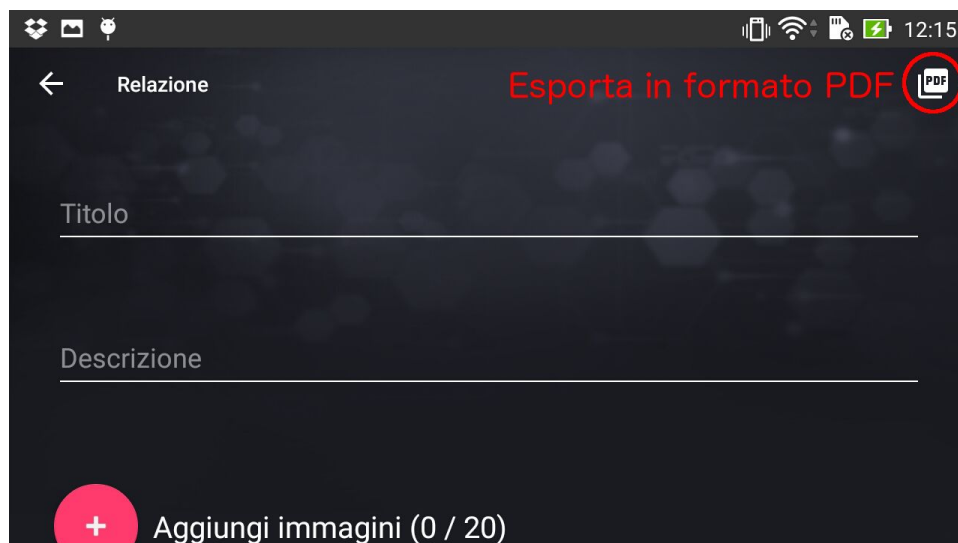 12:15
Relazione
Esporta in formato PDF
PDF
Titolo
Descrizione
+
Aggiungi immagini (0 / 20)